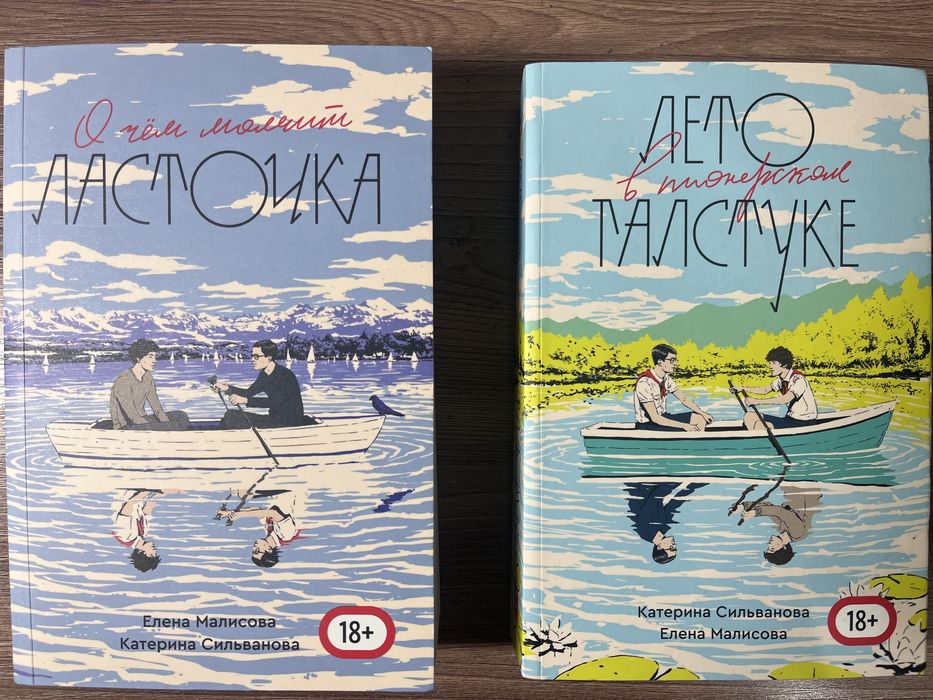 О чём молчит
ЛАСТОЧКА
Елена Малисова
Катерина Сильванова
18+
ЛЕТО
в пионерском
ГАЛСТУКЕ
Катерина Сильванова
Елена Малисова
18+